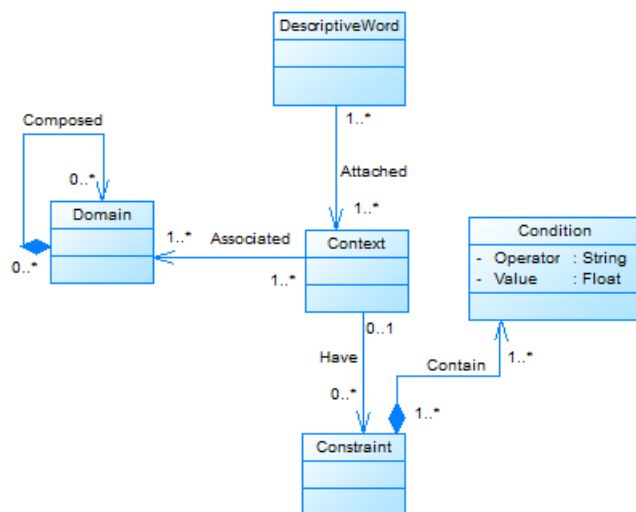 DescriptiveWord
1..*
Composed
Attached
0..*
1..*
Domain
1..*
Associated
Context
Condition
0..*
1..*
- Operator : String
- Value : Float
0..1
Have
Contain
1..*
0..*
1..*
Constraint